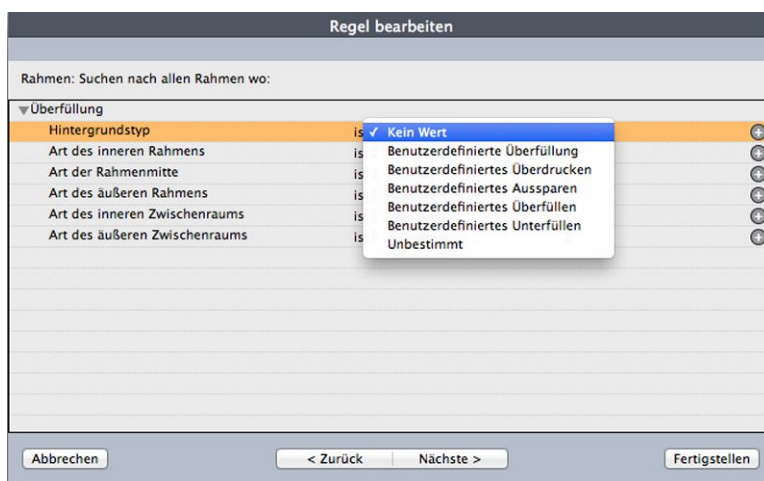 Regel bearbeiten
Rahmen: Suchen nach allen Rahmen wo:
Überfüllung
Hintergrundstyp is ✓ Kein Wert
Art des inneren Rahmens is Benutzerdefinierte Überfüllung
Art der Rahmenmitte is Benutzerdefiniertes Überdrucken
Art des äußeren Rahmens is Benutzerdefiniertes Aussparen
Art des inneren Zwischenraums is Benutzerdefiniertes Überfüllen
Benutzerdefiniertes Unterfüllen
Art des äußeren Zwischenraums is Unbestimmt
Abbrechen < Zurück Nächste > Fertigstellen